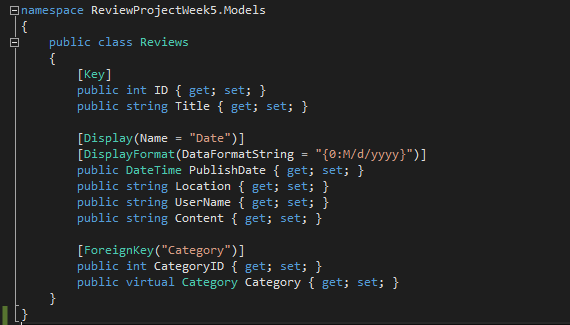 namespace ReviewProjectWeek5.Models
{
public class Reviews
{
[Key]
public int ID { get; set; }
public string Title { get; set; }
[Display(Name = "Date")]
[DisplayFormat(DataFormatString = "{0:M/d/yyyy}")]
public DateTime PublishDate { get; set; }
public string Location { get; set; }
public string UserName { get; set; }
public string Content { get; set; }
[ForeignKey("Category")]
public int CategoryID { get; set; }
public virtual Category Category { get; set; }
}
}